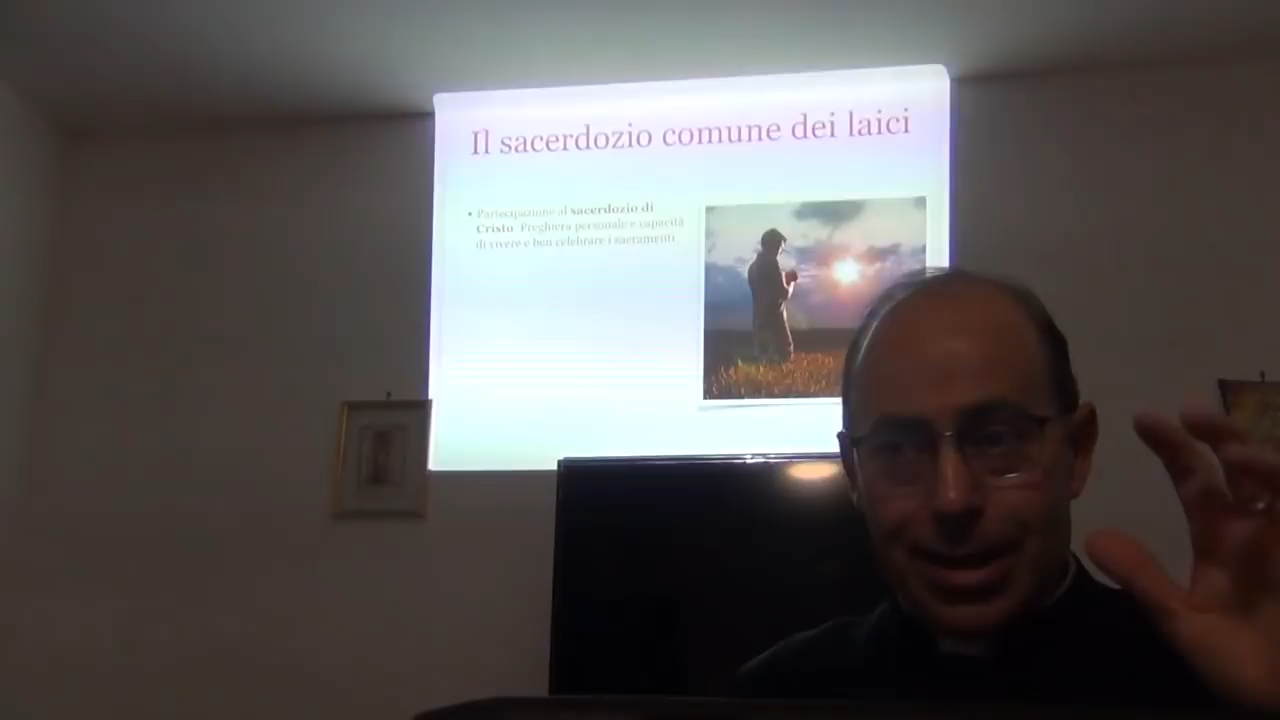 Il sacerdozio comune dei laici
• Partecipazione al sacerdozio di
Cristo. Preghiera personale e capacità
di vivere e ben celebrare i sacramenti.